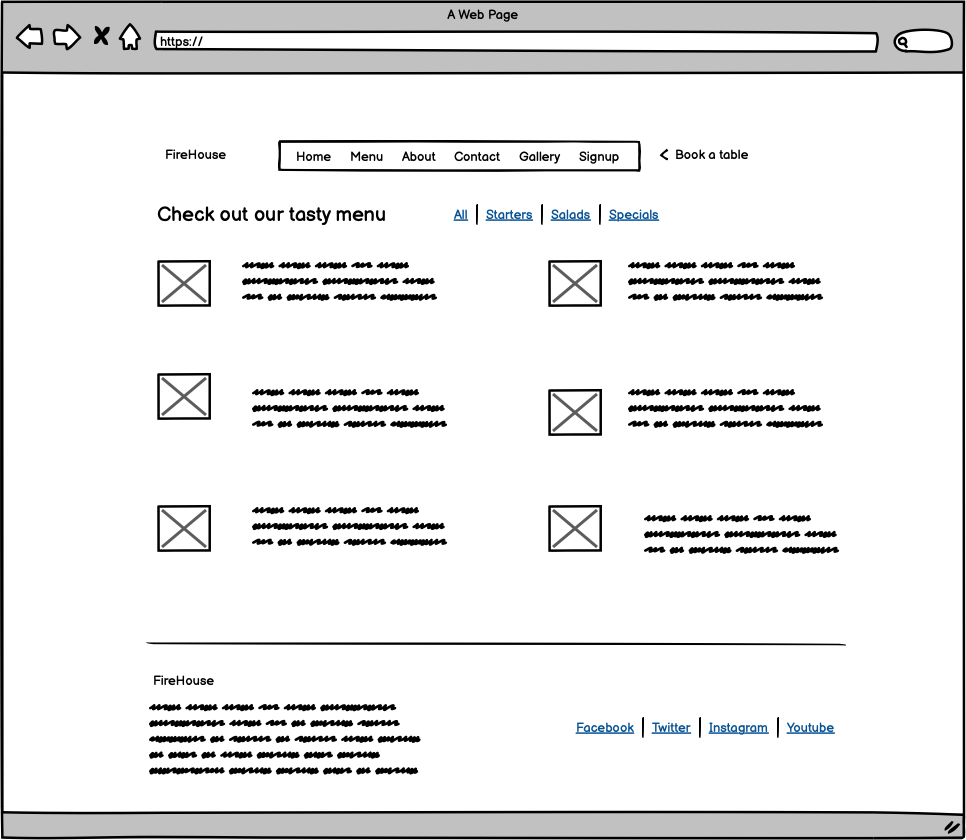 A Web Page
https://
FireHouse Home Menu About Contact Gallery Signup Book a table
Check out our tasty menu All Starters Salads Specials
FireHouse
Facebook Twitter Instagram Youtube